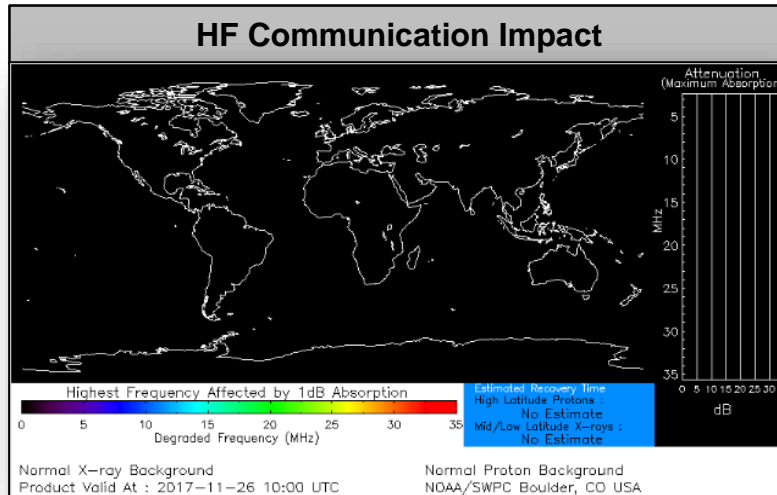 HF Communication Impact
Attenuation
(Maximum Absorption
5
10
15
20
25
30
35
MHz
0 5 10 15 20 25 30
dB
Highest Frequency Affected by 1dB Absorption
0 5 10 15 20 25 30 35
Degraded Frequency (MHz)
Estimated Recovery Time
High Latitude Protons :
No Estimate
Mid/Low Latitude X-rays :
No Estimate
Normal X-ray Background
Product Valid At : 2017-11-26 10:00 UTC
Normal Proton Background
NOAA/SWPC Boulder, CO USA